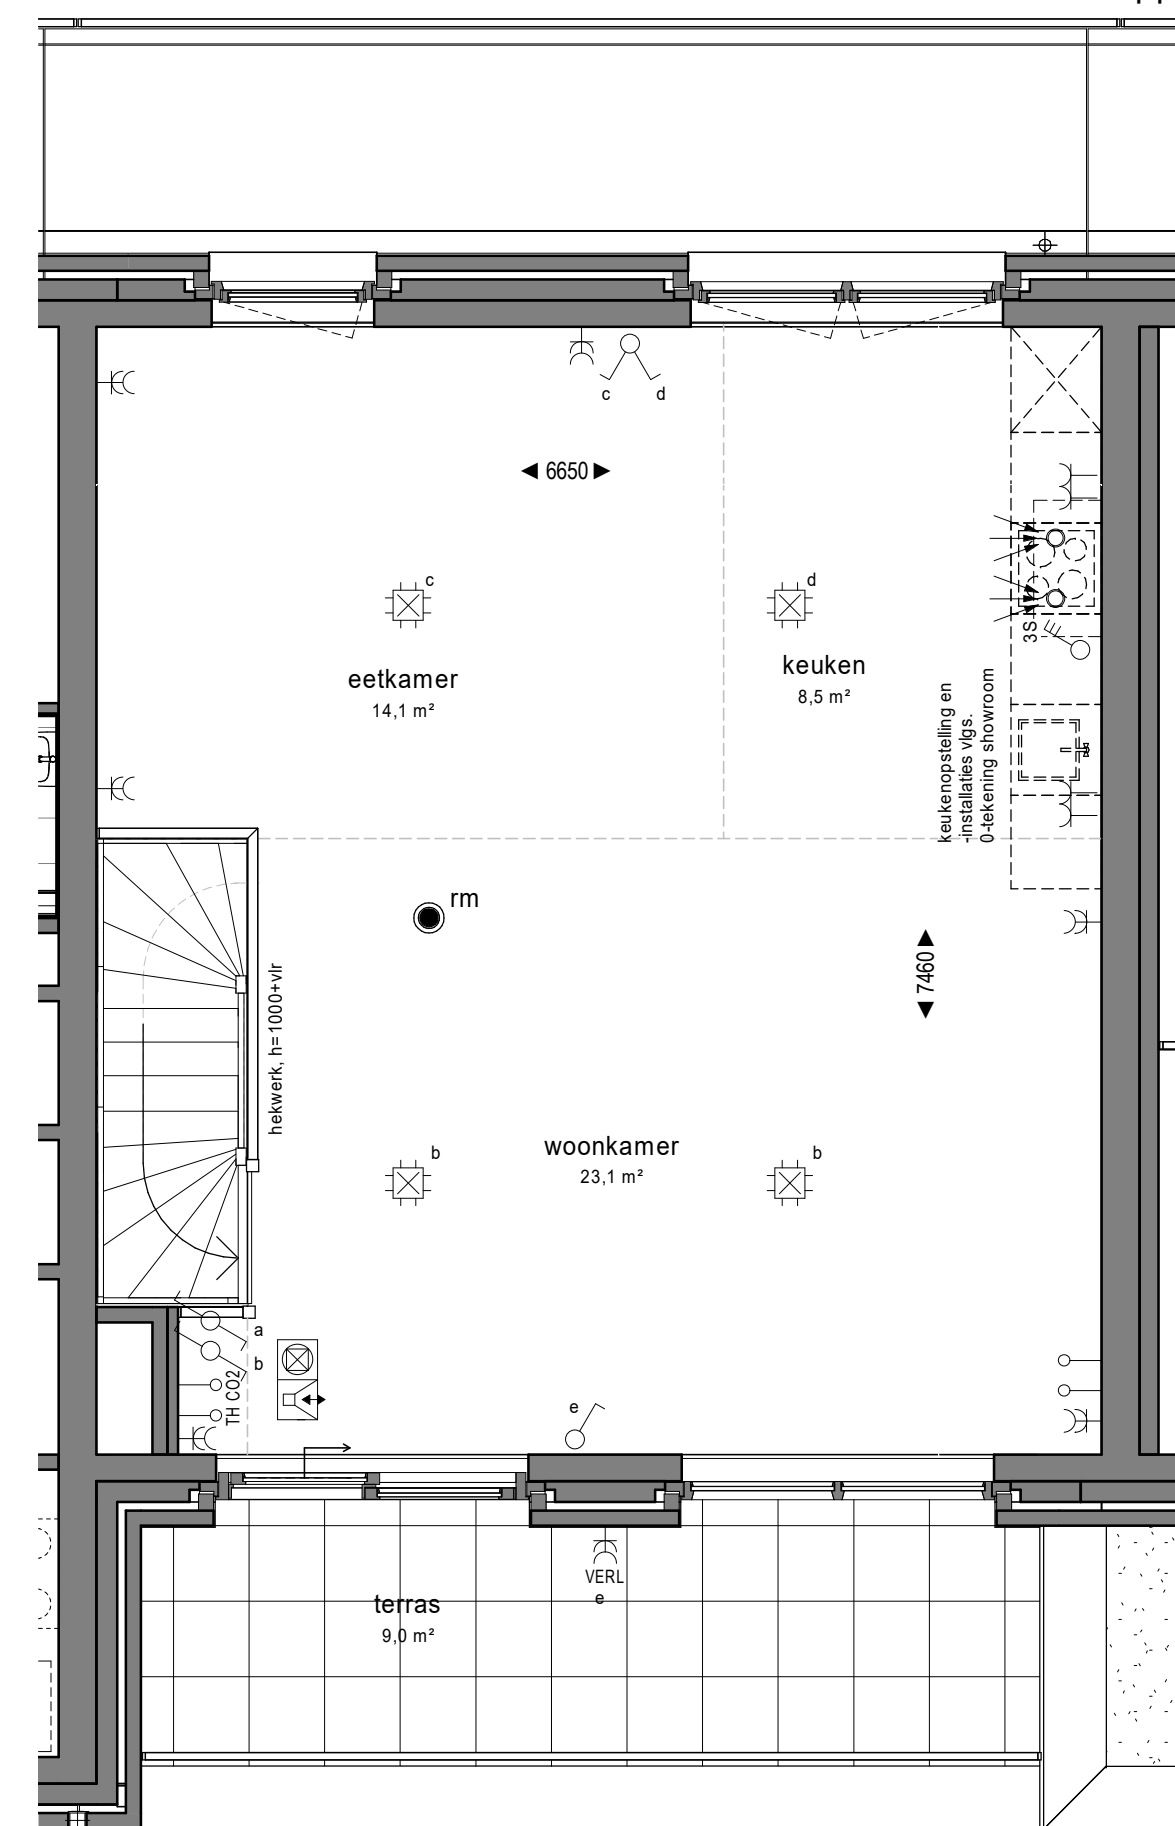 c d
6650
c
d
eetkamer
14,1 m²
keuken
8,5 m²
3S
keukenopstelling en
-installaties vlgs.
0-tekening showroom
rm
7460
hekwerk, h=1000+vlr
woonkamer
23,1 m²
b
b
a
b
TH CO2
e
VERL
e
terras
9,0 m²